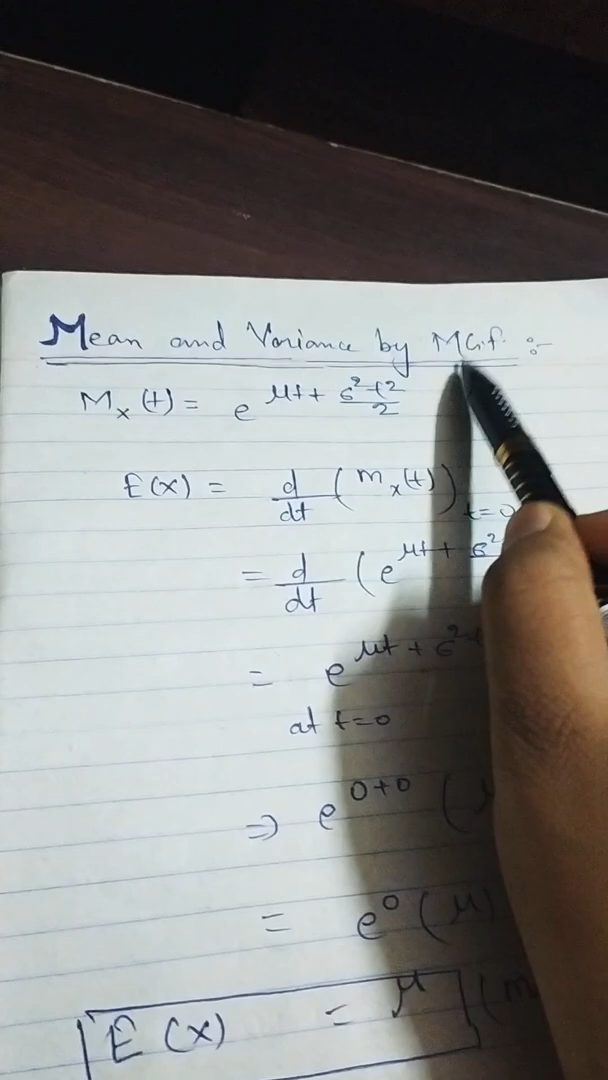 Mean and Variance by MGf :-
Mx(t) = e^μt + σ²t²/2
E(x) = d/dt (mx(t)) t=0
= d/dt (e^μt + σ²
= e^μt + σ²
at t=0
⇒ e^0+0 (
= e^0 (μ)
E(x) = μ (m